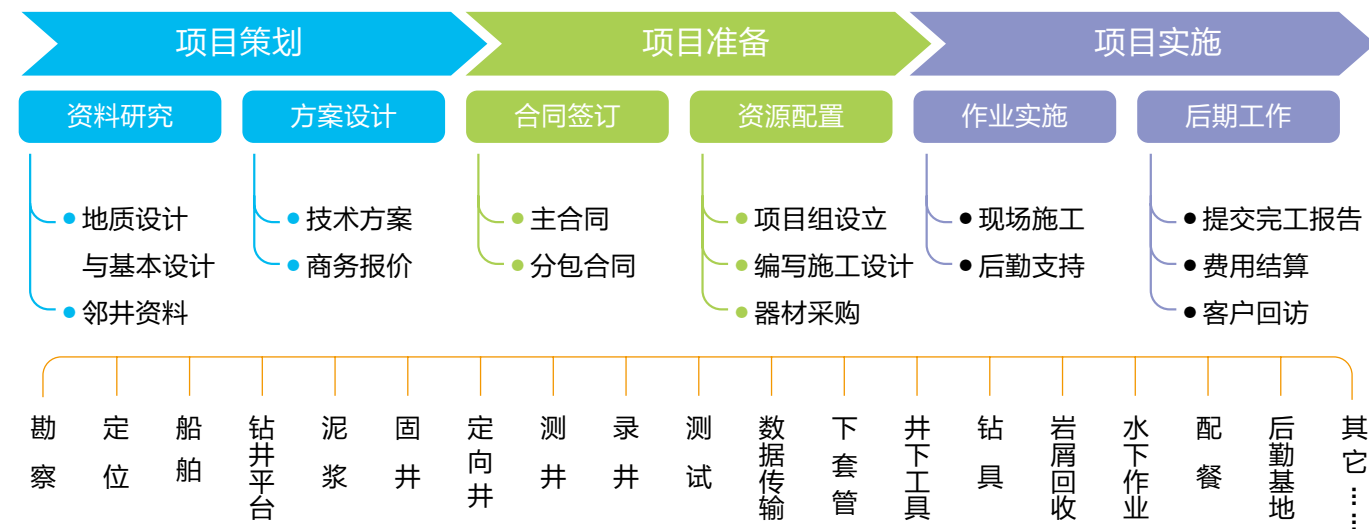 项目策划
项目准备
项目实施
资料研究
方案设计
合同签订
资源配置
作业实施
后期工作
地质设计
与基本设计
邻井资料
技术方案
商务报价
主合同
分包合同
项目组设立
编写施工设计
器材采购
现场施工
后勤支持
提交完工报告
费用结算
客户回访
勘察
定位
船舶
钻井平台
泥浆
固井
定向井
测井
录井
测试
数据传输
下套管
井下工具
钻具
岩屑回收
水下作业
配餐
后勤基地
其它……